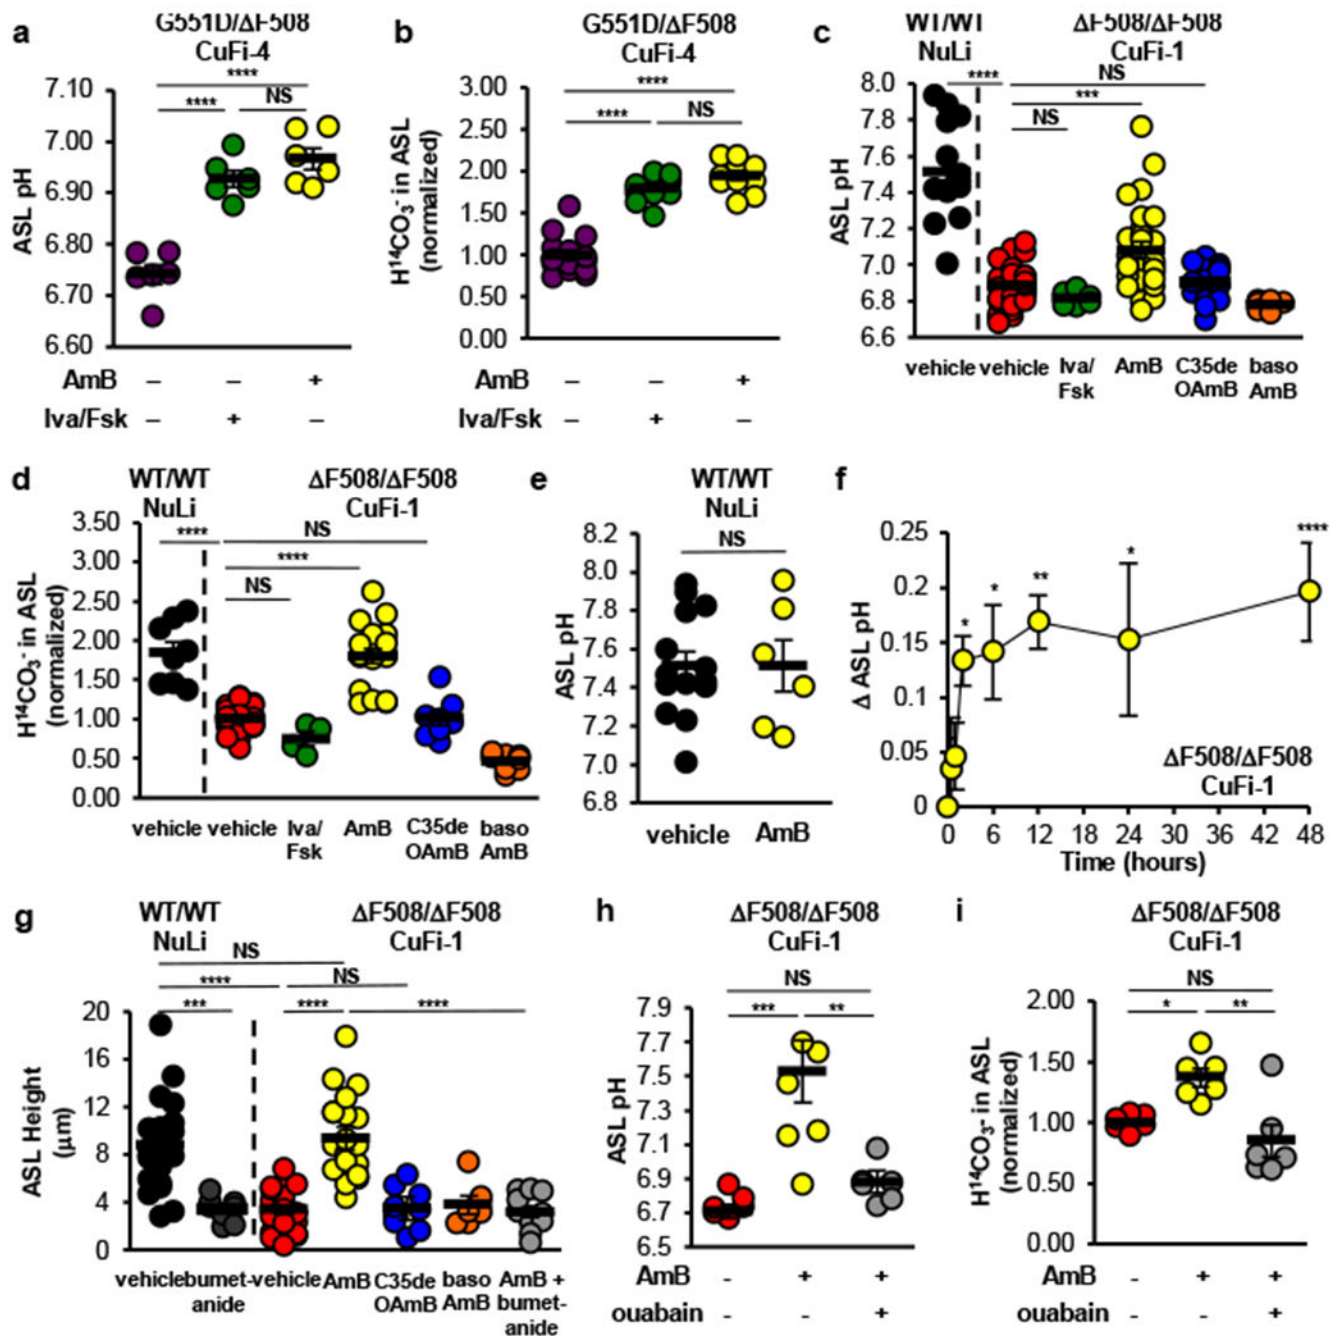 a
G551D/ΔF508
CuFi-4
****
****
NS
7.10
7.00
6.90
6.80
6.70
6.60
ASL pH
AmB – – +
Iva/Fsk – + –
b
G551D/ΔF508
CuFi-4
****
****
NS
3.00
2.50
2.00
1.50
1.00
0.50
0.00
H¹⁴CO₃⁻ in ASL
(normalized)
AmB – – +
Iva/Fsk – + –
c
WT/WT
NuLi
ΔF508/ΔF508
CuFi-1
****
NS
***
NS
8.0
7.8
7.6
7.4
7.2
7.0
6.8
6.6
ASL pH
vehicle vehicle Iva/ AmB C35de baso
Fsk OAmB AmB
d
WT/WT
NuLi
ΔF508/ΔF508
CuFi-1
****
NS
****
NS
3.50
3.00
2.50
2.00
1.50
1.00
0.50
0.00
H¹⁴CO₃⁻ in ASL
(normalized)
vehicle vehicle Iva/ AmB C35de baso
Fsk OAmB AmB
e
WT/WT
NuLi
NS
8.2
8.0
7.8
7.6
7.4
7.2
7.0
6.8
ASL pH
vehicle AmB
f
0.25
0.2
0.15
0.1
0.05
0
Δ ASL pH
* * ** * ****
ΔF508/ΔF508
CuFi-1
0 6 12 18 24 30 36 42 48
Time (hours)
g
WT/WT
NuLi
ΔF508/ΔF508
CuFi-1
NS
**** NS
*** **** ****
20
16
12
8
4
0
ASL Height
(μm)
vehicle bumet- vehicle AmB C35de baso AmB +
anide OAmB AmB bumet-
anide
h
ΔF508/ΔF508
CuFi-1
NS
*** **
7.9
7.7
7.5
7.3
7.1
6.9
6.7
6.5
ASL pH
AmB - + +
ouabain - - +
i
ΔF508/ΔF508
CuFi-1
NS
* **
2.00
1.50
1.00
0.50
0.00
H¹⁴CO₃⁻ in ASL
(normalized)
AmB - + +
ouabain - - +